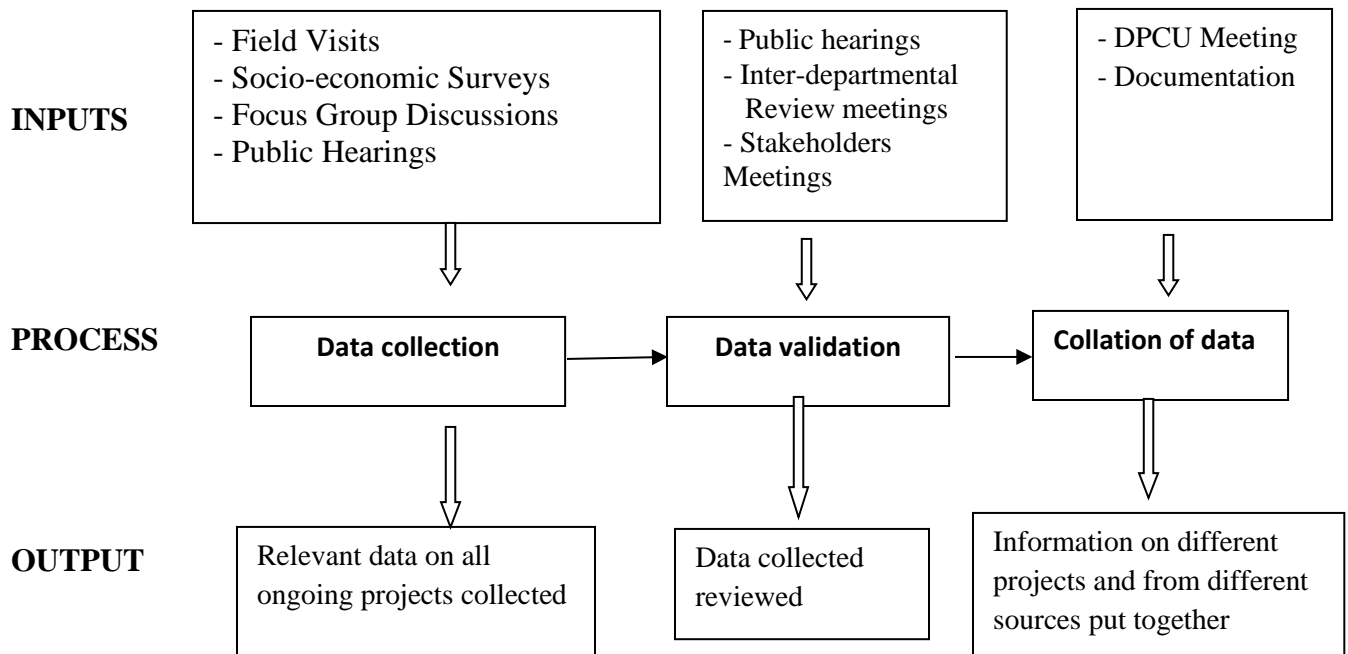 INPUTS
- Field Visits
- Socio-economic Surveys
- Focus Group Discussions
- Public Hearings
- Public hearings
- Inter-departmental
Review meetings
- Stakeholders
Meetings
- DPCU Meeting
- Documentation
PROCESS
Data collection
Data validation
Collation of data
OUTPUT
Relevant data on all
ongoing projects collected
Data collected
reviewed
Information on different
projects and from different
sources put together